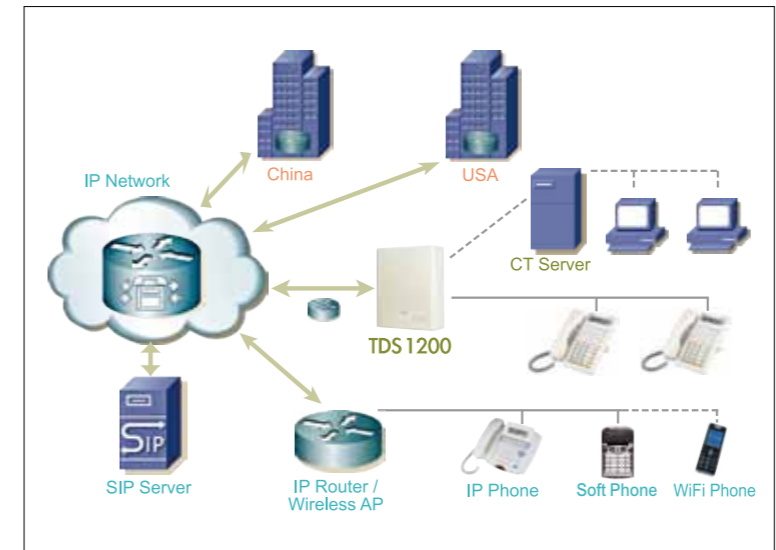 China
USA
IP Network
CT Server
TDS1200
SIP
SIP Server
IP Router /
Wireless AP
IP Phone
Soft Phone
WiFi Phone